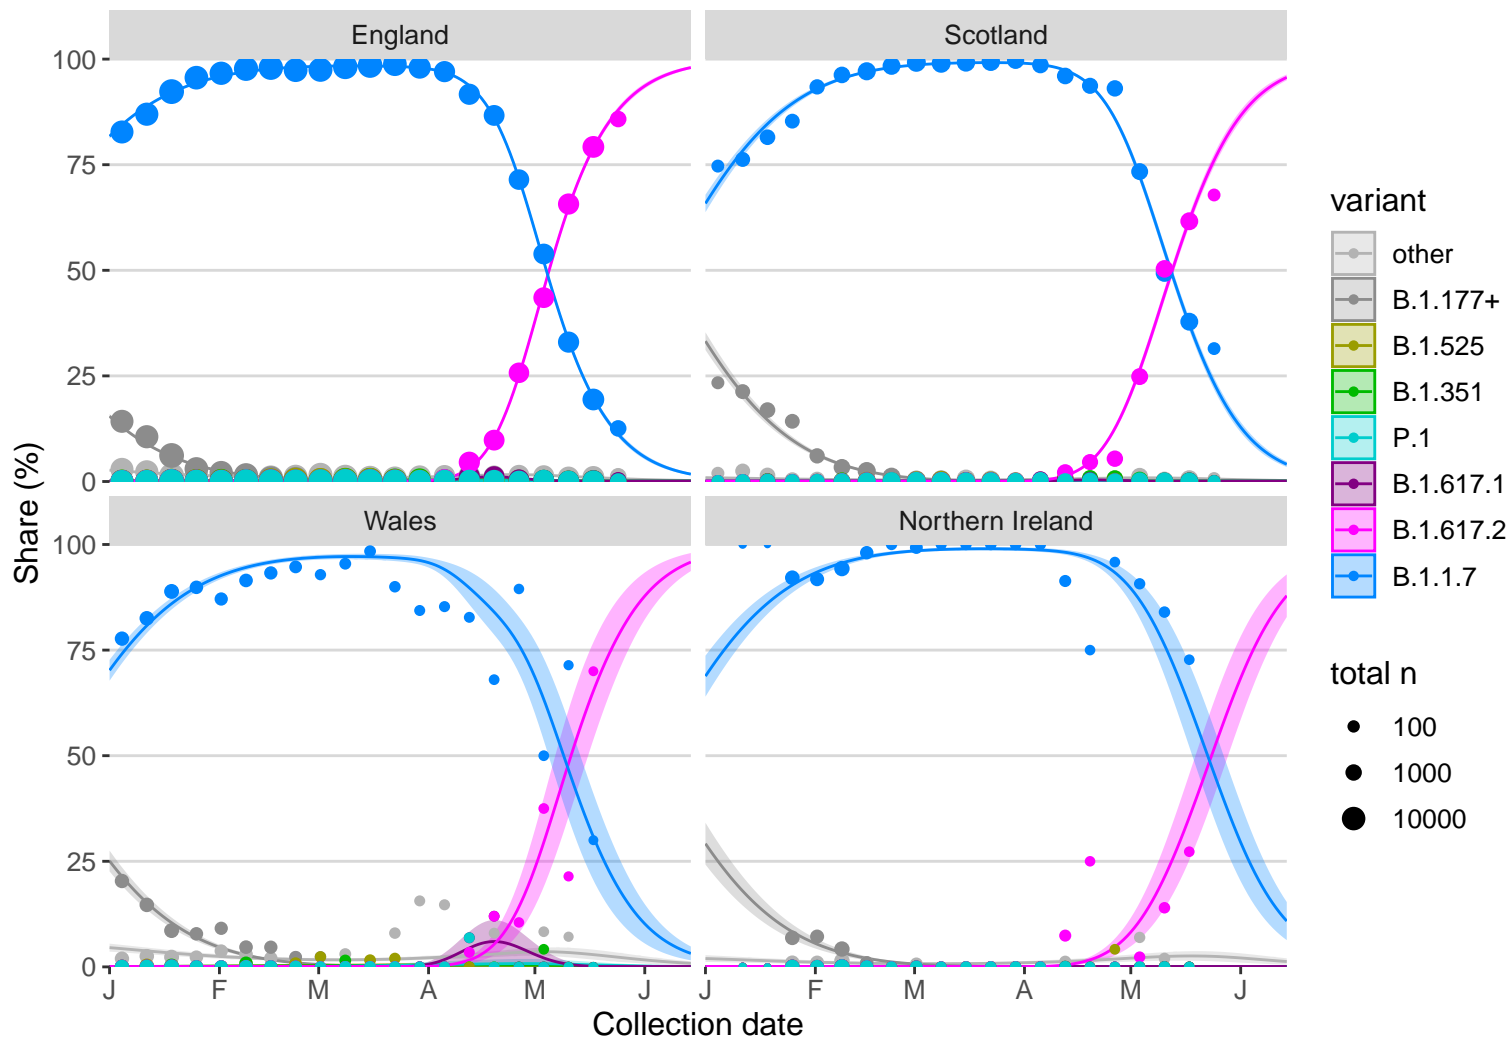 England
Scotland
100
75
50
25
0
Wales
Northern Ireland
100
75
50
25
0
J F M A M J
J F M A M J
Collection date
Share (%)
variant
other
B.1.177+
B.1.525
B.1.351
P.1
B.1.617.1
B.1.617.2
B.1.1.7
total n
100
1000
10000